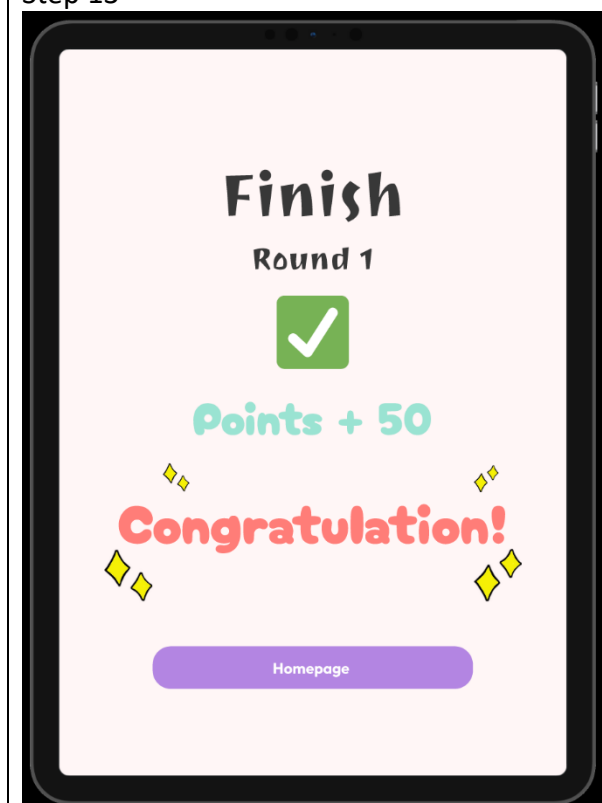 Step 13
Finish
Round 1
Points + 50
Congratulation!
Homepage